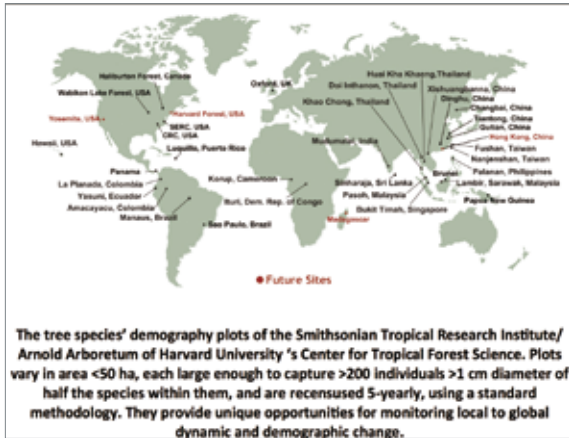 Haliburton Forest, Canada
Wabikon Lake Forest, USA
Yosemite, USA
Harvard Forest, USA
SERC, USA
CRC, USA
Hawaii, USA
Luquillo, Puerto Rico
Oxford, UK
Huai Kha Khaeng, Thailand
Doi Inthanon, Thailand
Khao Chong, Thailand
Mudumalai, India
Xishuangbanna, China
Dinghu, China
Changbai, China
Tiantong, China
Gutian, China
Hong Kong, China
Fushan, Taiwan
Nanjenshan, Taiwan
Palanan, Philippines
Panama
La Planada, Colombia
Yasuni, Ecuador
Amacayacu, Colombia
Manaus, Brazil
Sao Paulo, Brazil
Korup, Cameroon
Ituri, Dem. Rep. of Congo
Madagascar
Sinharaja, Sri Lanka
Pasoh, Malaysia
Bukit Timah, Singapore
Brunei
Lambir, Sarawak, Malaysia
Papua New Guinea
Future Sites
The tree species' demography plots of the Smithsonian Tropical Research Institute/
Arnold Arboretum of Harvard University 's Center for Tropical Forest Science. Plots
vary in area <50 ha, each large enough to capture >200 individuals >1 cm diameter of
half the species within them, and are recensused 5-yearly, using a standard
methodology. They provide unique opportunities for monitoring local to global
dynamic and demographic change.